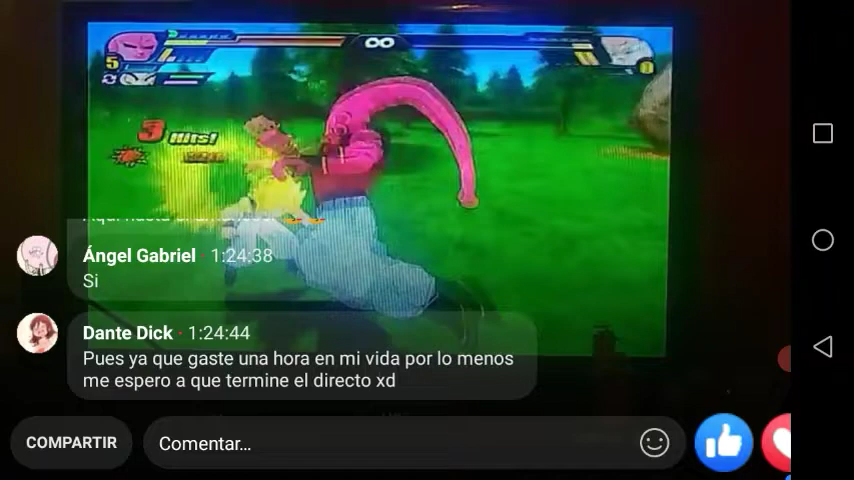 5
3 Hits!
Ángel Gabriel · 1:24:38
Si
Dante Dick · 1:24:44
Pues ya que gaste una hora en mi vida por lo menos
me espero a que termine el directo xd
COMPARTIR
Comentar...